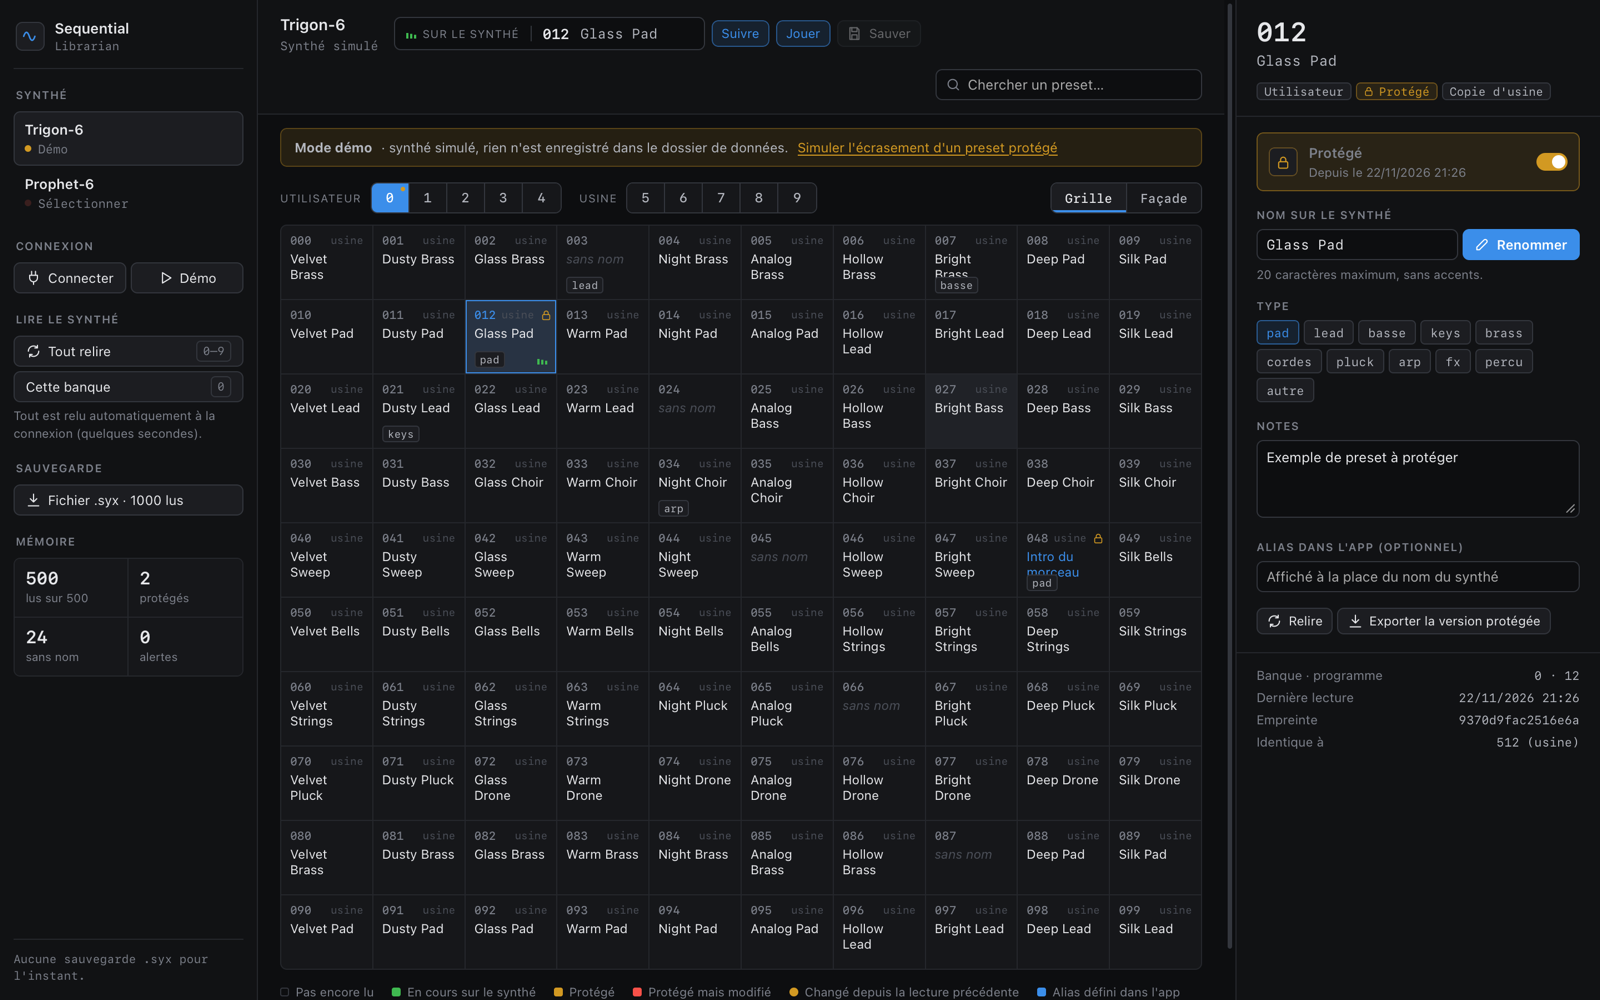 Sequential
Librarian
SYNTHÉ
Trigon-6
Démo
Prophet-6
Sélectionner
CONNEXION
Connecter
Démo
LIRE LE SYNTHÉ
Tout relire 0—9
Cette banque 0
Tout est relu automatiquement à la
connexion (quelques secondes).
SAUVEGARDE
Fichier .syx · 1000 lus
MÉMOIRE
500
lus sur 500
2
protégés
24
sans nom
0
alertes
Aucune sauvegarde .syx pour
l'instant.
Trigon-6
Synthé simulé
SUR LE SYNTHÉ 012 Glass Pad
Suivre
Jouer
Sauver
Chercher un preset...
Mode démo · synthé simulé, rien n'est enregistré dans le dossier de données. Simuler l'écrasement d'un preset protégé
UTILISATEUR 0 1 2 3 4 USINE 5 6 7 8 9
Grille Façade
000 usine
Velvet
Brass
001 usine
Dusty Brass
002 usine
Glass Brass
003
sans nom
lead
004 usine
Night Brass
005 usine
Analog
Brass
006 usine
Hollow
Brass
007 usine
Bright
Brass
basse
008 usine
Deep Pad
009 usine
Silk Pad
010
Velvet Pad
011 usine
Dusty Pad
012 usine
Glass Pad
pad
013 usine
Warm Pad
014 usine
Night Pad
015 usine
Analog Pad
016 usine
Hollow
Lead
017
Bright Lead
018 usine
Deep Lead
019 usine
Silk Lead
020 usine
Velvet Lead
021 usine
Dusty Lead
keys
022 usine
Glass Lead
023 usine
Warm Lead
024
sans nom
025 usine
Analog
Bass
026 usine
Hollow
Bass
027 usine
Bright Bass
028 usine
Deep Bass
029 usine
Silk Bass
030 usine
Velvet Bass
031
Dusty Bass
032 usine
Glass Choir
033 usine
Warm Choir
034 usine
Night Choir
arp
035 usine
Analog
Choir
036 usine
Hollow
Choir
037 usine
Bright Choir
038
Deep Choir
039 usine
Silk Choir
040 usine
Velvet
Sweep
041 usine
Dusty
Sweep
042 usine
Glass
Sweep
043 usine
Warm
Sweep
044 usine
Night
Sweep
045
sans nom
046 usine
Hollow
Sweep
047 usine
Bright
Sweep
048 usine
Intro du
morceau
pad
049 usine
Silk Bells
050 usine
Velvet Bells
051 usine
Dusty Bells
052
Glass Bells
053 usine
Warm Bells
054 usine
Night Bells
055 usine
Analog
Bells
056 usine
Hollow
Strings
057 usine
Bright
Strings
058 usine
Deep
Strings
059
Silk Strings
060 usine
Velvet
Strings
061 usine
Dusty
Strings
062 usine
Glass
Strings
063 usine
Warm
Strings
064 usine
Night Pluck
065 usine
Analog
Pluck
066
sans nom
067 usine
Bright
Pluck
068 usine
Deep Pluck
069 usine
Silk Pluck
070 usine
Velvet
Pluck
071 usine
Dusty Pluck
072 usine
Glass
Drone
073
Warm
Drone
074 usine
Night Drone
075 usine
Analog
Drone
076 usine
Hollow
Drone
077 usine
Bright
Drone
078 usine
Deep Drone
079 usine
Silk Drone
080
Velvet
Brass
081 usine
Dusty Brass
082 usine
Glass Brass
083 usine
Warm Brass
084 usine
Night Brass
085 usine
Analog
Brass
086 usine
Hollow
Brass
087
sans nom
088 usine
Deep Pad
089 usine
Silk Pad
090 usine
Velvet Pad
091 usine
Dusty Pad
092 usine
Glass Pad
093 usine
Warm Pad
094
Night Pad
095 usine
Analog Pad
096 usine
Hollow
Lead
097 usine
Bright Lead
098 usine
Deep Lead
099 usine
Silk Lead
Pas encore lu En cours sur le synthé Protégé Protégé mais modifié Changé depuis la lecture précédente Alias défini dans l'app
012
Glass Pad
Utilisateur Protégé Copie d'usine
Protégé
Depuis le 22/11/2026 21:26
NOM SUR LE SYNTHÉ
Glass Pad
Renommer
20 caractères maximum, sans accents.
TYPE
pad lead basse keys brass
cordes pluck arp fx percu
autre
NOTES
Exemple de preset à protéger
ALIAS DANS L'APP (OPTIONNEL)
Affiché à la place du nom du synthé
Relire
Exporter la version protégée
Banque · programme 0 · 12
Dernière lecture 22/11/2026 21:26
Empreinte 9370d9fac2516e6a
Identique à 512 (usine)